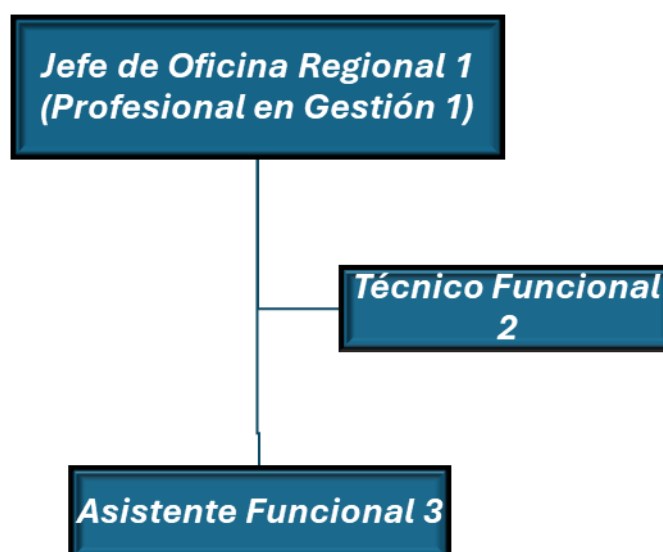 Jefe de Oficina Regional 1
(Profesional en Gestión 1)
Técnico Funcional
2
Asistente Funcional 3